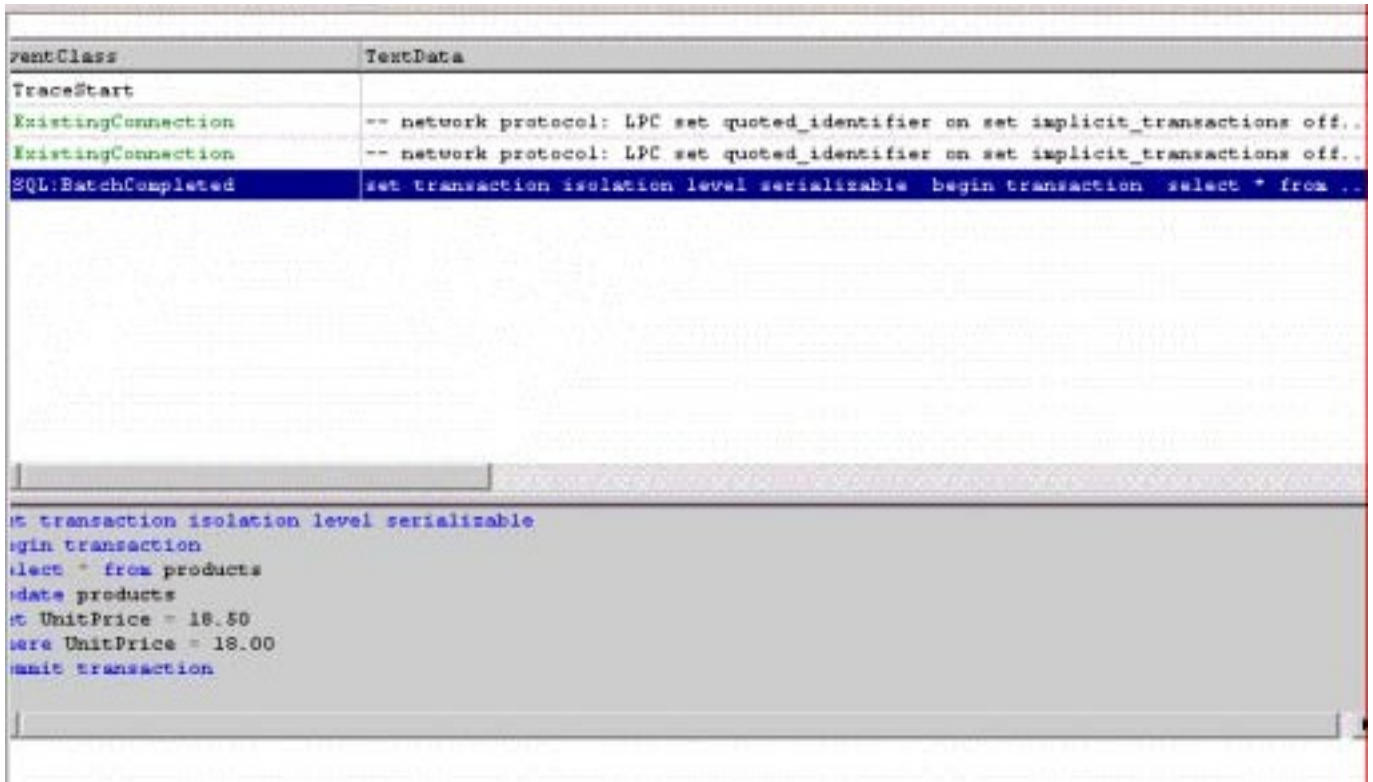 ventClass TextData
TraceStart
ExistingConnection -- network protocol: LPC set quoted_identifier on set implicit_transactions off..
ExistingConnection -- network protocol: LPC set quoted_identifier on set implicit_transactions off..
SQL:BatchCompleted set transaction isolation level serializable begin transaction select * from ..
t transaction isolation level serializable
gin transaction
lect * from products
date products
t UnitPrice = 18.50
ere UnitPrice = 18.00
mmit transaction